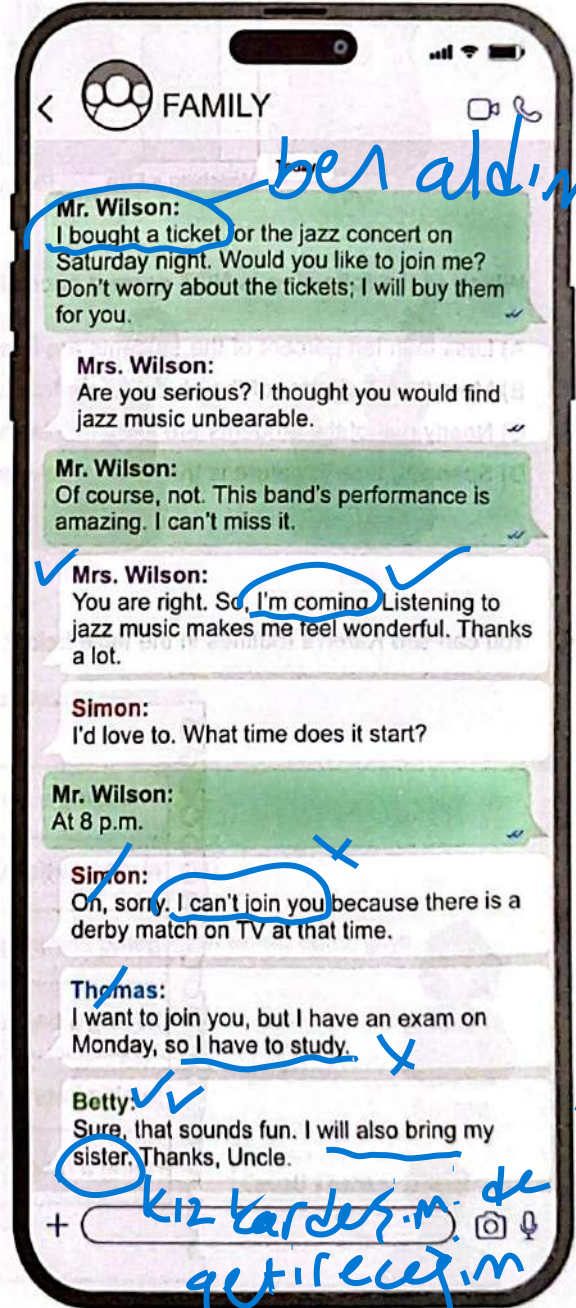 FAMILY
Today
ben aldım
Mr. Wilson:
I bought a ticket for the jazz concert on
Saturday night. Would you like to join me?
Don't worry about the tickets; I will buy them
for you.
Mrs. Wilson:
Are you serious? I thought you would find
jazz music unbearable.
Mr. Wilson:
Of course, not. This band's performance is
amazing. I can't miss it.
Mrs. Wilson:
You are right. So, I'm coming. Listening to
jazz music makes me feel wonderful. Thanks
a lot.
Simon:
I'd love to. What time does it start?
Mr. Wilson:
At 8 p.m.
Simon:
Oh, sorry. I can't join you because there is a
derby match on TV at that time.
Thomas:
I want to join you, but I have an exam on
Monday, so I have to study.
Betty:
Sure, that sounds fun. I will also bring my
sister. Thanks, Uncle.
kız kardeşimi de
getireceğim